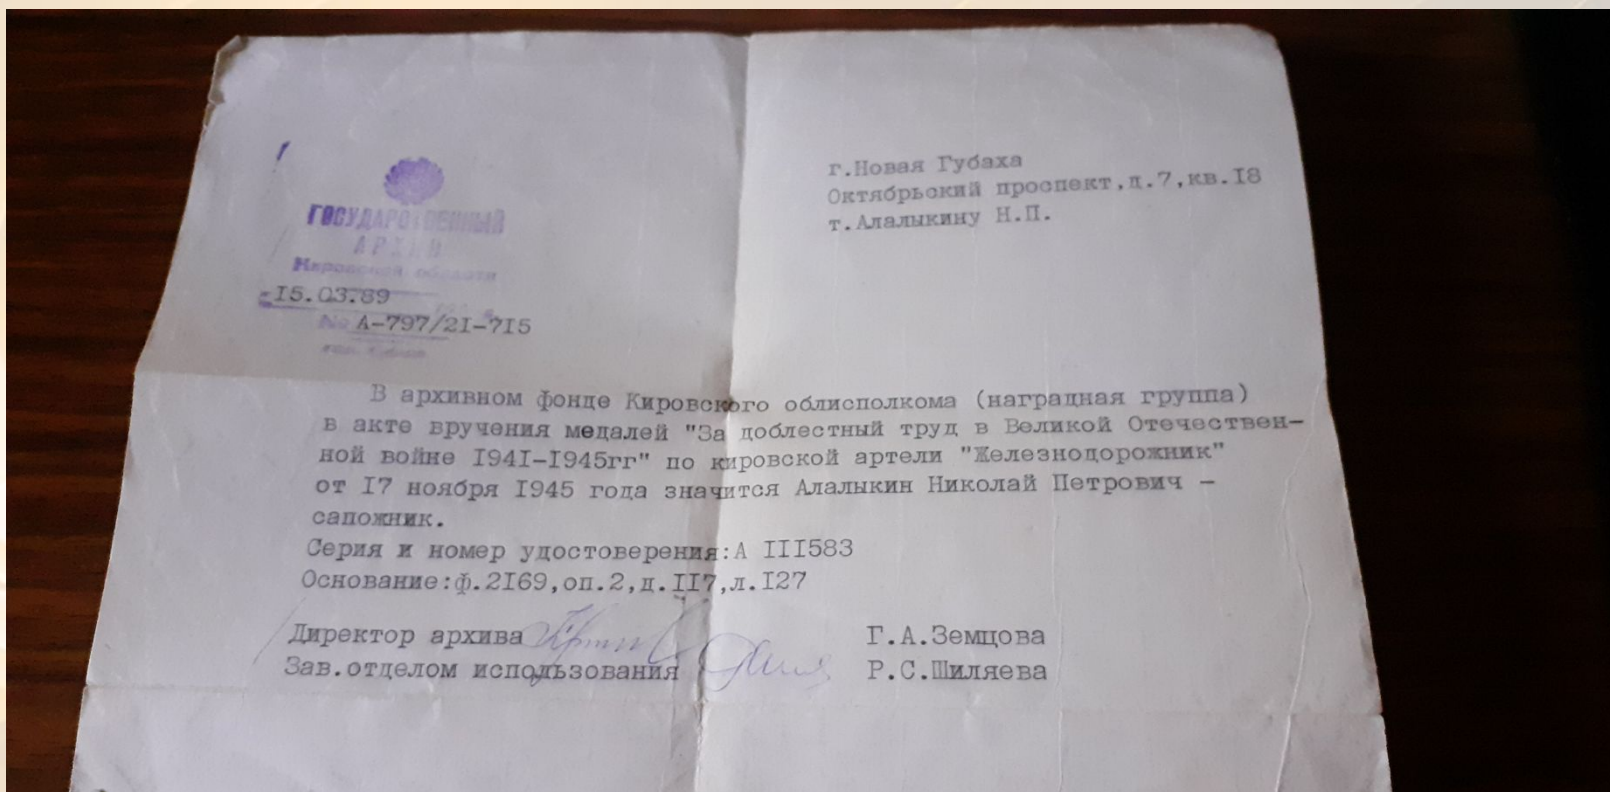 ГОСУДАРСТВЕННЫЙ
АРХИВ
Кировской области
15.03.89
№ А-797/2I-7I5
г.Новая Губаха
Октябрьский проспект,д.7,кв.I8
т.Алалыкину Н.П.
В архивном фонде Кировского облисполкома (наградная группа)
в акте вручения медалей "За доблестный труд в Великой Отечествен-
ной войне I94I-I945гг" по кировской артели "Железнодорожник"
от I7 ноября I945 года значится Алалыкин Николай Петрович -
сапожник.
Серия и номер удостоверения:А III583
Основание:ф.2I69,оп.2,д.II7,л.I27
Директор архива Г.А.Земцова
Зав.отделом использования Р.С.Шиляева